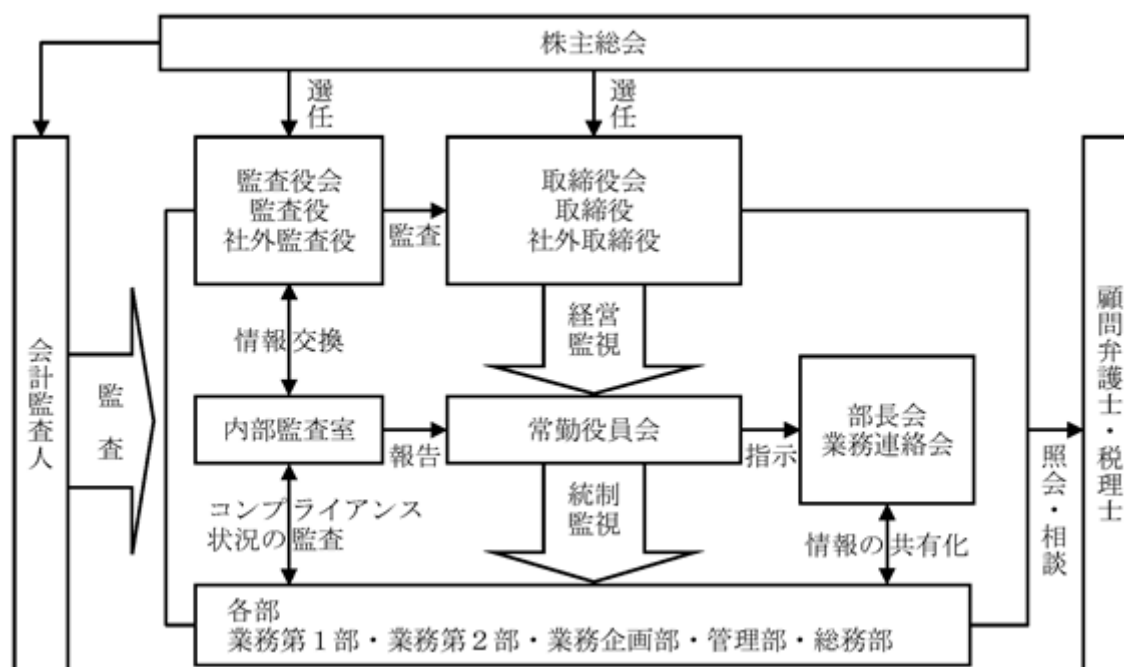 株主総会
選任
選任
監査役会
監査役
社外監査役
監査
取締役会
取締役
社外取締役
会計監査人
監査
情報交換
経営
監視
顧問弁護士・税理士
内部監査室
報告
常勤役員会
指示
部長会
業務連絡会
照会・相談
コンプライアンス
状況の監査
統制
監視
情報の共有化
各部
業務第1部・業務第2部・業務企画部・管理部・総務部